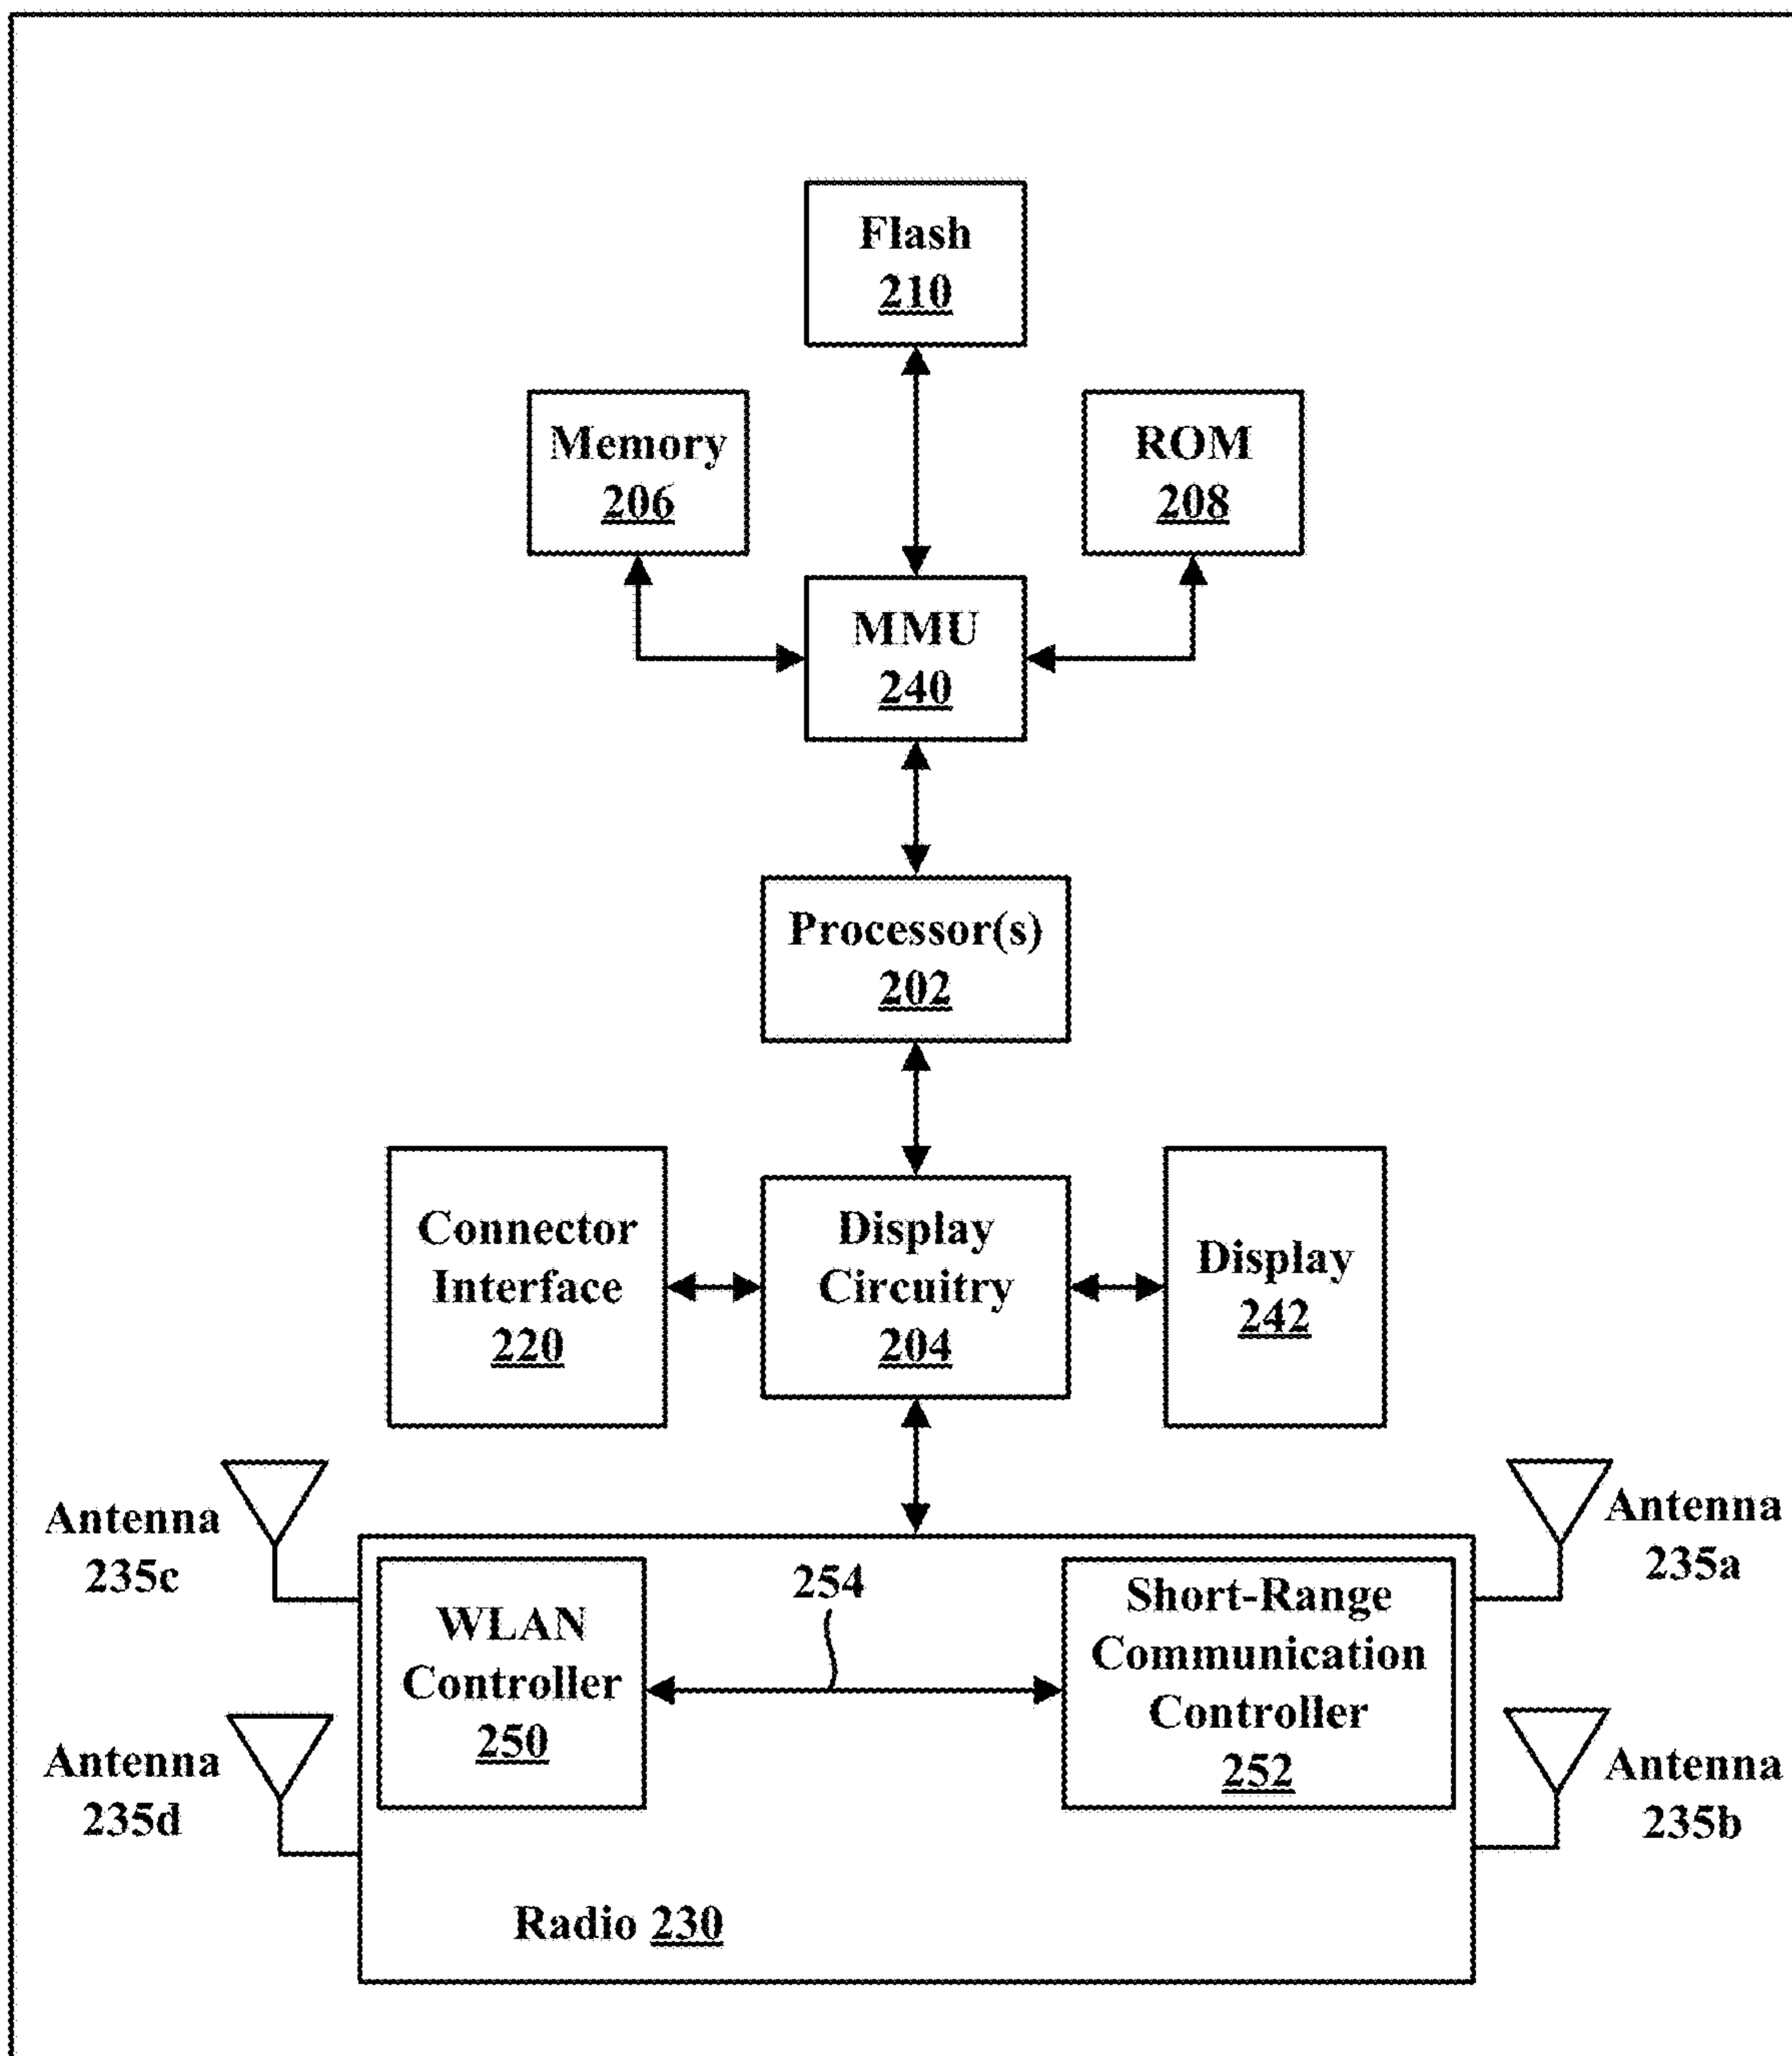 Flash
210
Memory
206
ROM
208
MMU
240
Processor(s)
202
Connector
Interface
220
Display
Circuitry
204
Display
242
Antenna
235c
Antenna
235a
WLAN
Controller
250
254
Short-Range
Communication
Controller
252
Antenna
235d
Antenna
235b
Radio 230